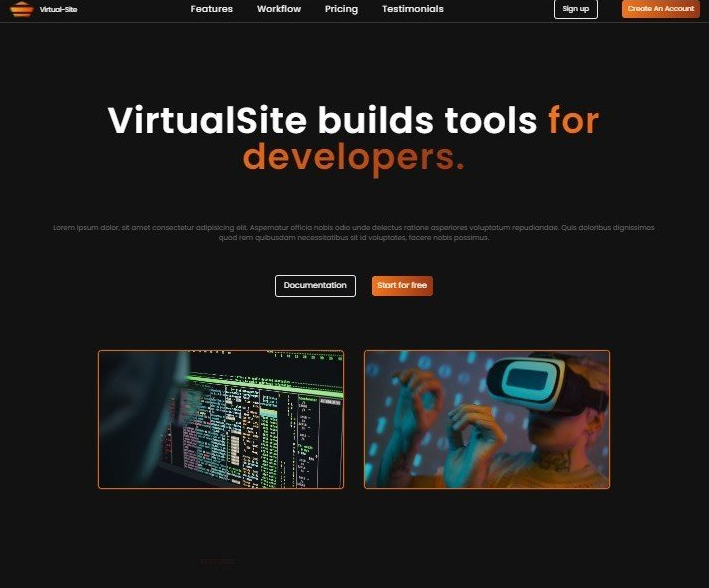 Virtual-Site
Features Workflow Pricing Testimonials
Sign up
Create An Account
VirtualSite builds tools for
developers.
Lorem ipsum dolor, sit amet consectetur adipisicing elit. Aspernatur officia nobis odio unde delectus ratione asperiores voluptatum repudiandae. Quis doloribus dignissimos
quod rem quibusdam necessitatibus sit id voluptates, facere nobis possimus.
Documentation
Start for free